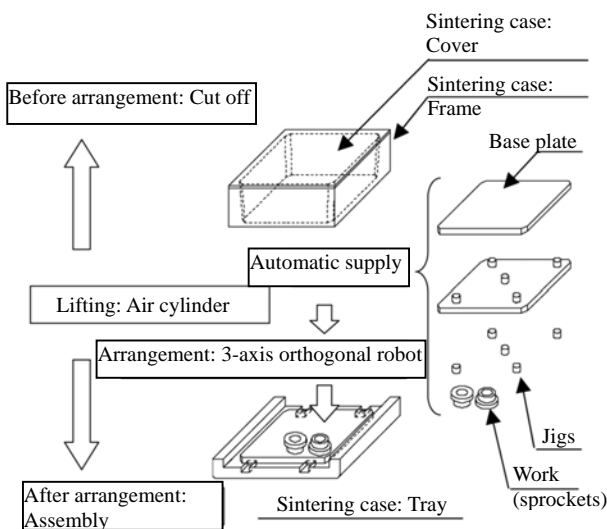 Sintering case:
Cover
Sintering case:
Frame
Before arrangement: Cut off
Base plate
Automatic supply
Lifting: Air cylinder
Arrangement: 3-axis orthogonal robot
Jigs
Work
(sprockets)
After arrangement:
Assembly
Sintering case: Tray